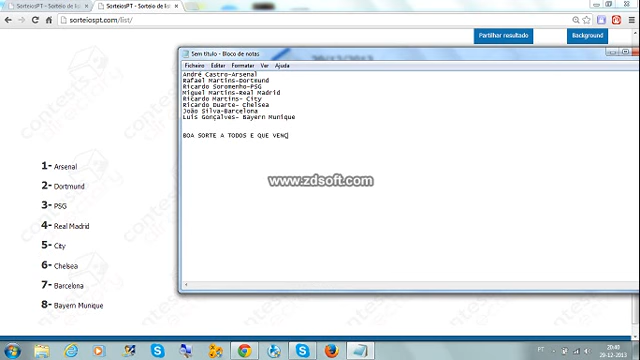 SorteiosPT - Sorteio de l
SorteiosPT - Sorteio de list
sorteiospt.com/list/
Partilhar resultado
Background
Sem título - Bloco de notas
Ficheiro Editar Formatar Ver Ajuda
André Castro-Arsenal
Rafael Martins-Dortmund
Ricardo Soromenho-PSG
Miguel Martins-Real Madrid
Ricardo Martins- City
Ricardo Duarte- Chelsea
João Silva-Barcelona
Luis Gonçalves- Bayern Munique
BOA SORTE A TODOS E QUE VENC
www.zdsoft.com
1- Arsenal
2- Dortmund
3- PSG
4- Real Madrid
5- City
6- Chelsea
7- Barcelona
8- Bayern Munique
PT
20:40
20-12-2013